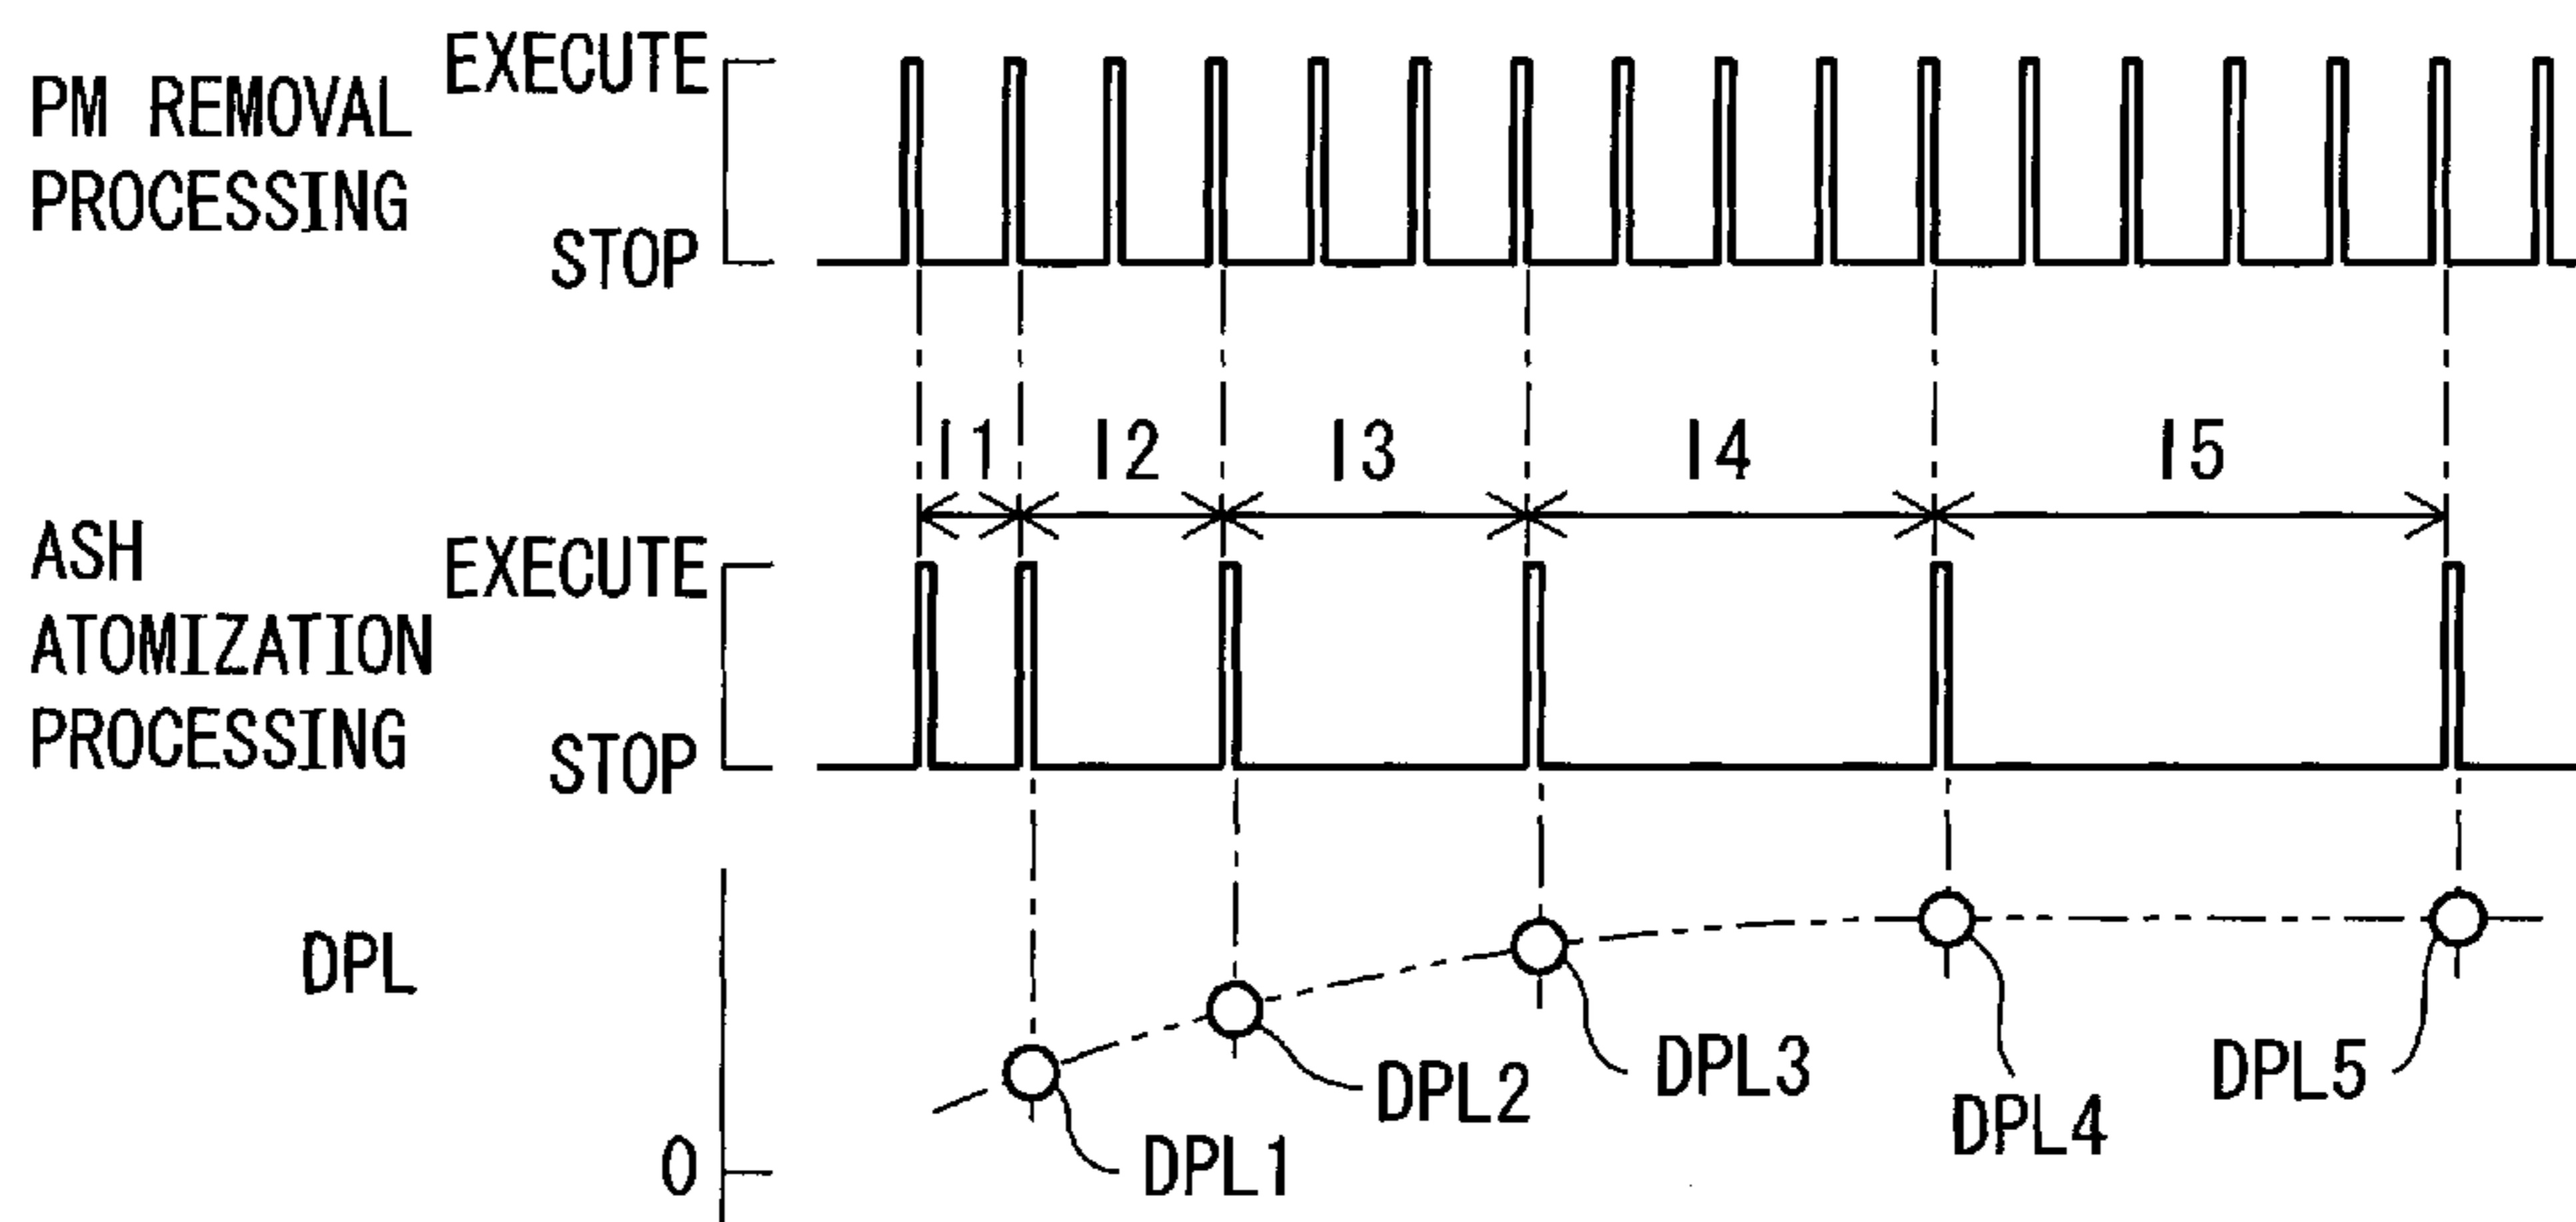 PM REMOVAL
PROCESSING
EXECUTE
STOP
I1
I2
I3
I4
I5
ASH
ATOMIZATION
PROCESSING
EXECUTE
STOP
DPL
0
DPL1
DPL2
DPL3
DPL4
DPL5